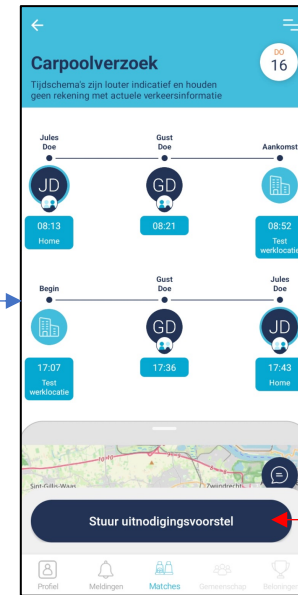 Carpoolverzoek
DO
16
Tijdschema's zijn louter indicatief en houden
geen rekening met actuele verkeersinformatie
Jules
Doe
Gust
Doe
Aankomst
JD
GD
08:13
Home
08:21
08:52
Test
werklocatie
Begin
Gust
Doe
Jules
Doe
GD
JD
17:07
Test
werklocatie
17:36
17:43
Home
Sint-Gillis-Waas
Zwijndrecht
Stuur uitnodigingsvoorstel
Profiel
Meldingen
Matches
Gemeenschap
Beloningen